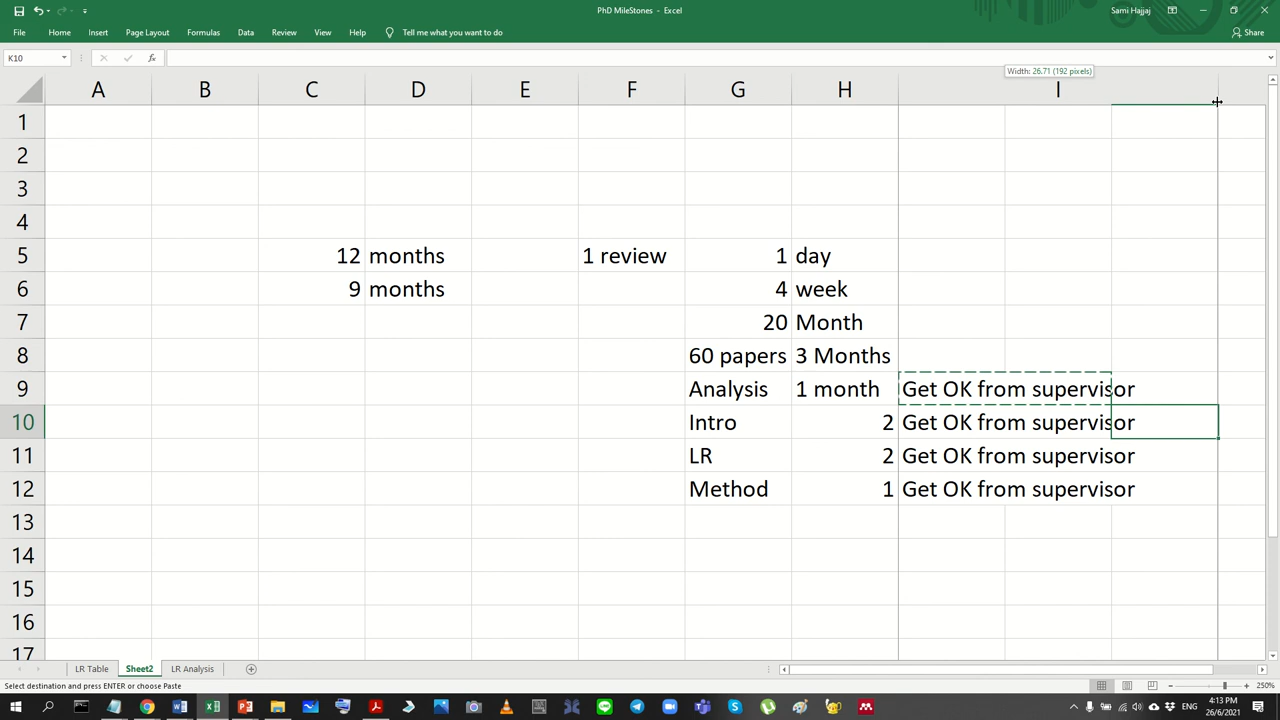 PhD MileStones - Excel
Sami Hajjaj
File Home Insert Page Layout Formulas Data Review View Help Tell me what you want to do Share
K10 fx
Width: 26.71 (192 pixels)
A B C D E F G H I
1
2
3
4
5 12 months 1 review 1 day
6 9 months 4 week
7 20 Month
8 60 papers 3 Months
9 Analysis 1 month Get OK from supervisor
10 Intro 2 Get OK from supervisor
11 LR 2 Get OK from supervisor
12 Method 1 Get OK from supervisor
13
14
15
16
17
LR Table Sheet2 LR Analysis
Select destination and press ENTER or choose Paste 250%
ENG 4:13 PM
26/6/2021